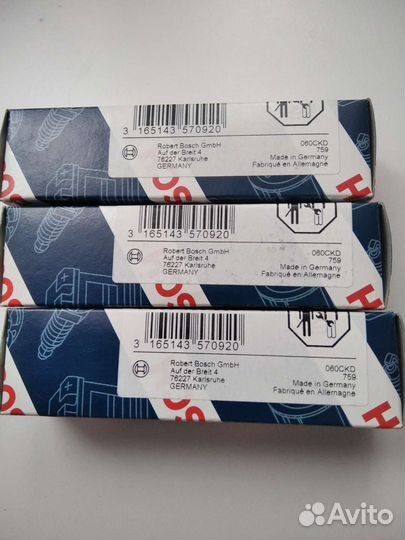 3 165143 570920
Robert Bosch GmbH
Auf der Breit 4
76227 Karlsruhe
GERMANY
060CKD
759
Made in Germany
Fabriqué en Allemagne
3 165143 570920
Robert Bosch GmbH
Auf der Breit 4
76227 Karlsruhe
GERMANY
060CKD
759
Made in Germany
Fabriqué en Allemagne
3 165143 570920
Robert Bosch GmbH
Auf der Breit 4
76227 Karlsruhe
GERMANY
060CKD
759
Made in Germany
Fabriqué en Allemagne
Avito